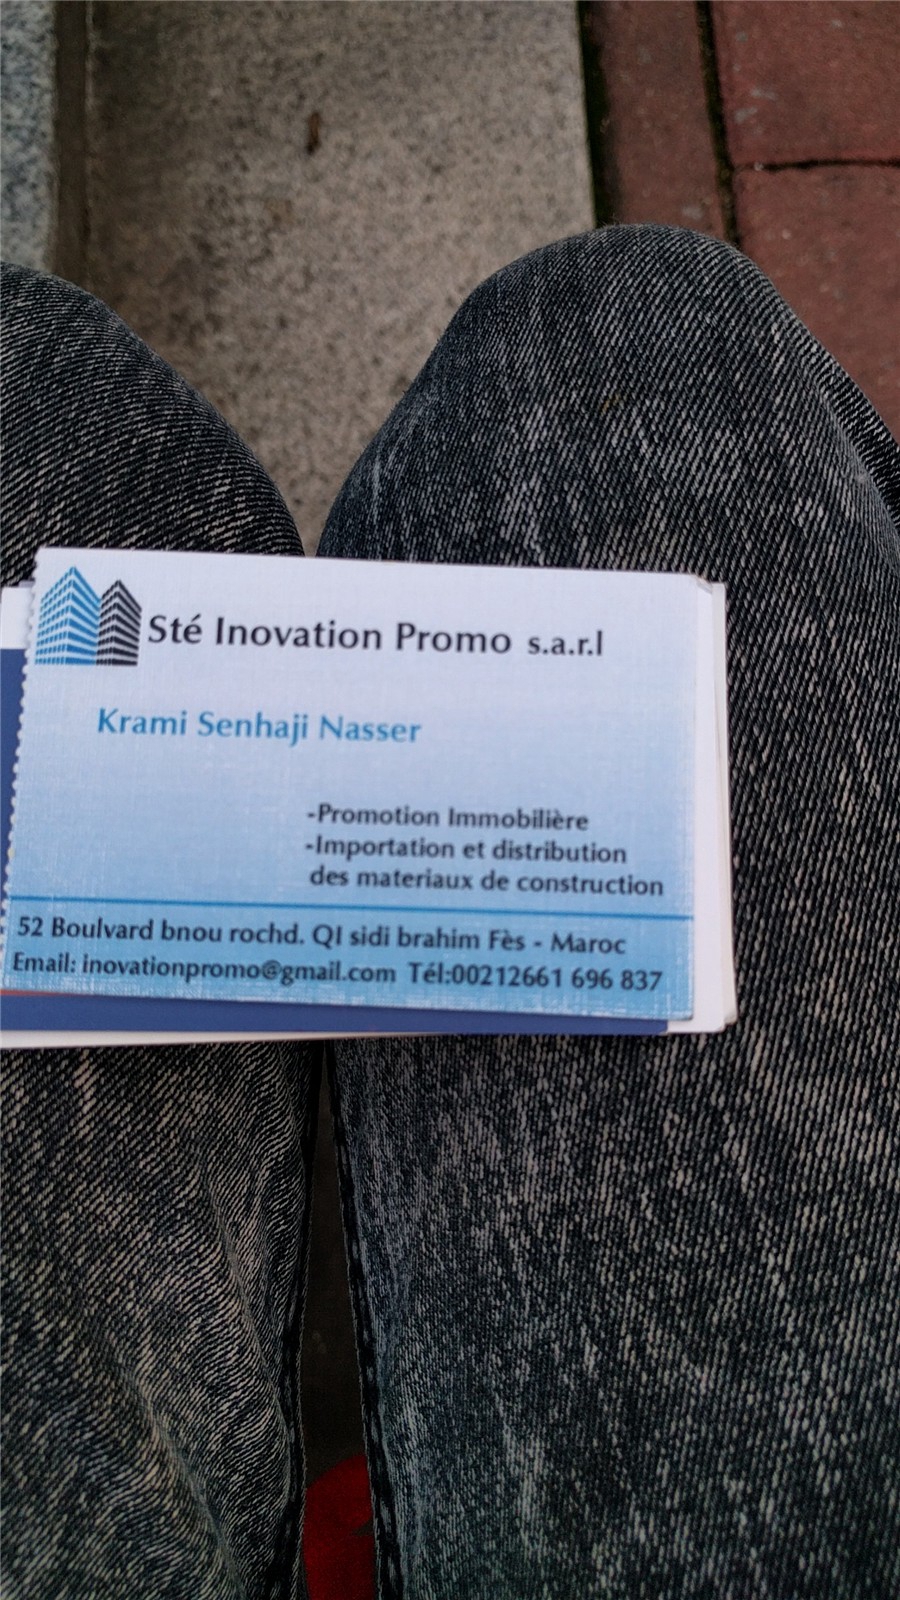 Sté Inovation Promo s.a.r.l
Krami Senhaji Nasser
-Promotion Immobilière
-Importation et distribution
des materiaux de construction
52 Boulvard bnou rochd. QI sidi brahim Fès - Maroc
Email: inovationpromo@gmail.com Tél:00212661 696 837